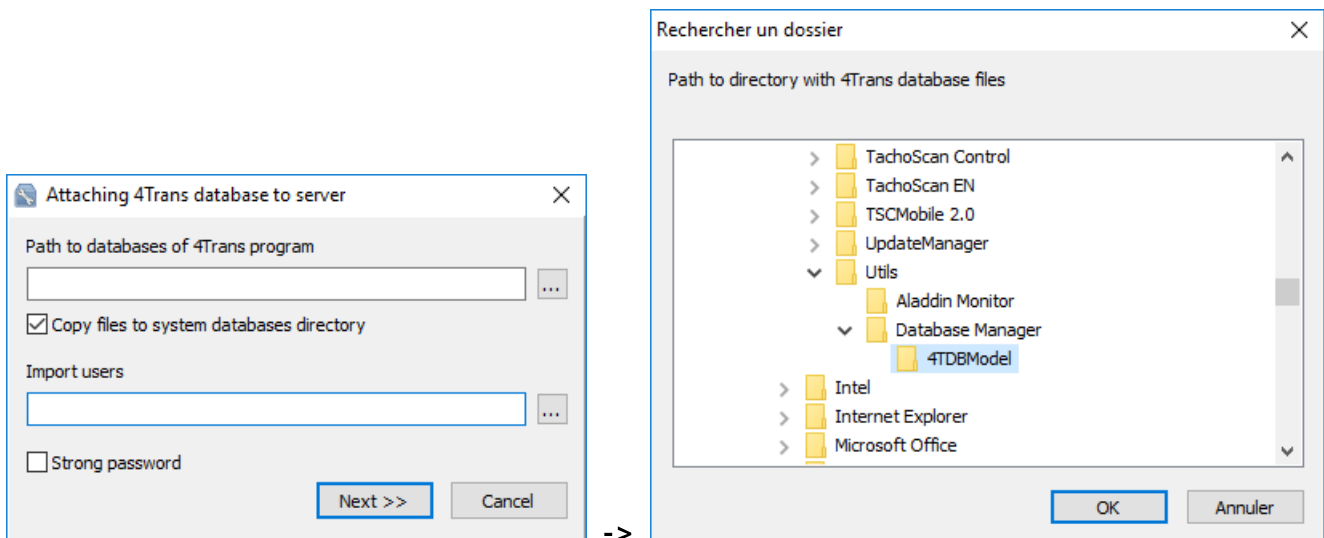 Attaching 4Trans database to server
Path to databases of 4Trans program
...
Copy files to system databases directory
Import users
...
Strong password
Next >>
Cancel
->
Rechercher un dossier
Path to directory with 4Trans database files
TachoScan Control
TachoScan EN
TSCMobile 2.0
UpdateManager
Utils
Aladdin Monitor
Database Manager
4TDBModel
Intel
Internet Explorer
Microsoft Office
OK
Annuler